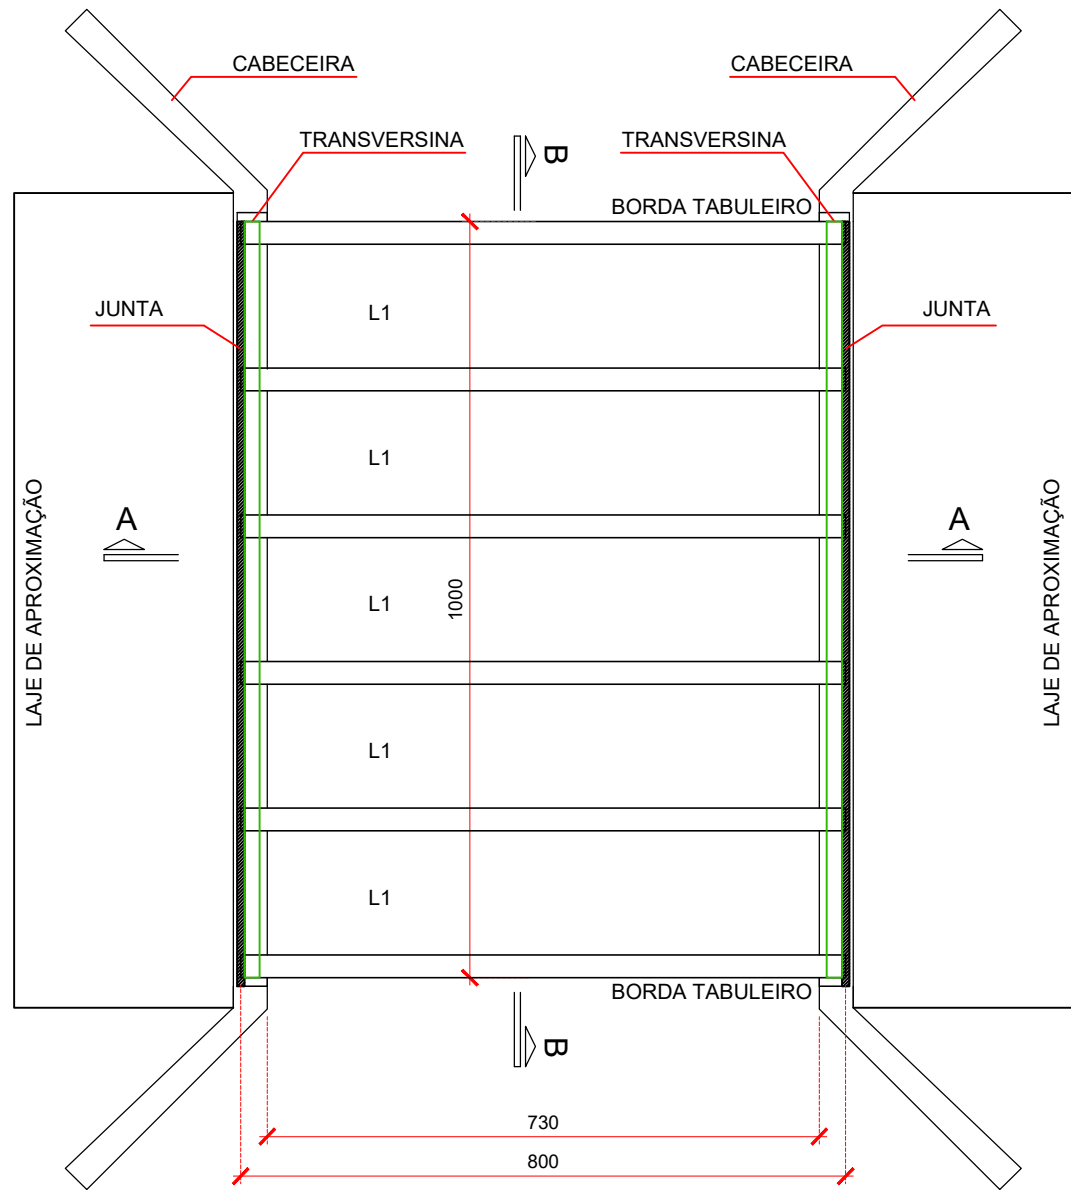 CABECEIRA
CABECEIRA
TRANSVERSINA
TRANSVERSINA
B
BORDA TABULEIRO
JUNTA
JUNTA
L1
L1
A
A
LAJE DE APROXIMAÇÃO
LAJE DE APROXIMAÇÃO
1000
L1
L1
L1
BORDA TABULEIRO
B
730
800